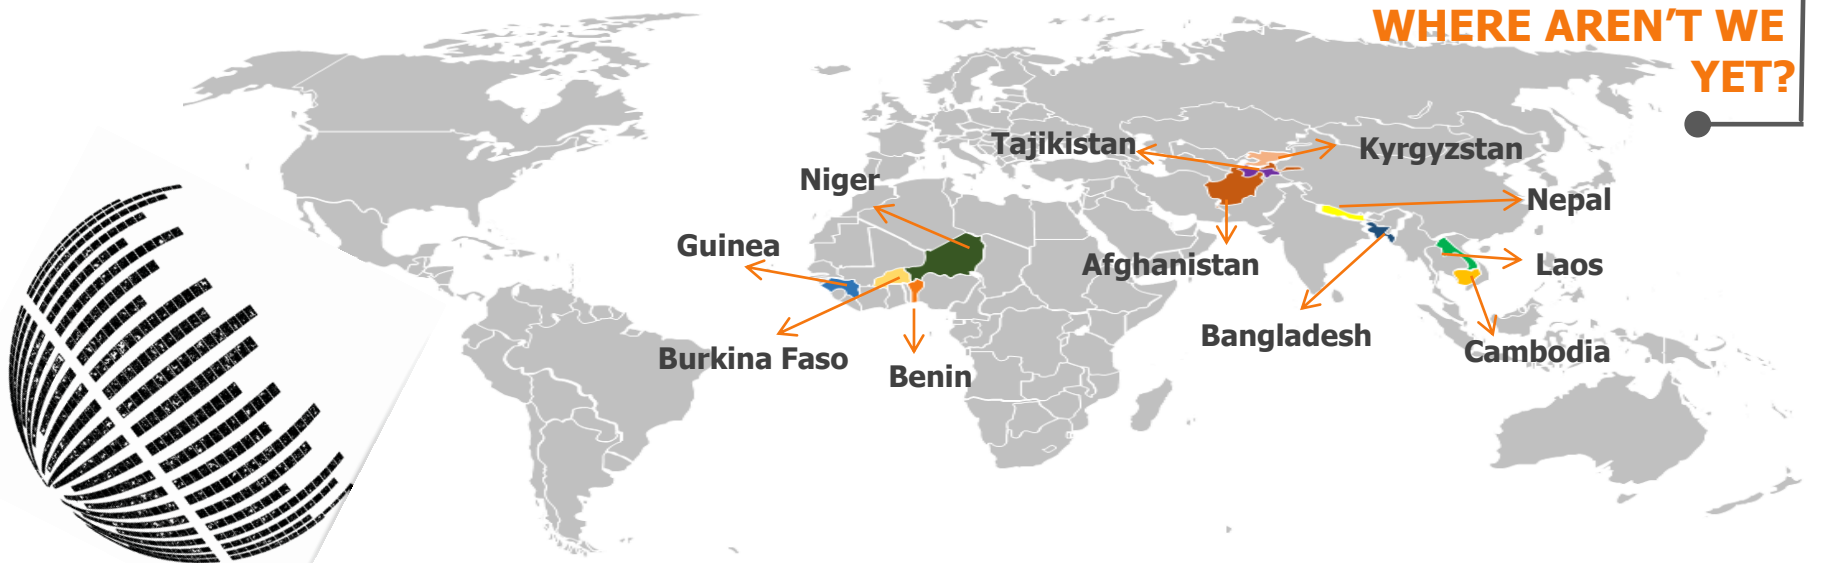 WHERE AREN'T WE
YET?
Tajikistan
Kyrgyzstan
Niger
Nepal
Guinea
Afghanistan
Laos
Bangladesh
Burkina Faso
Benin
Cambodia